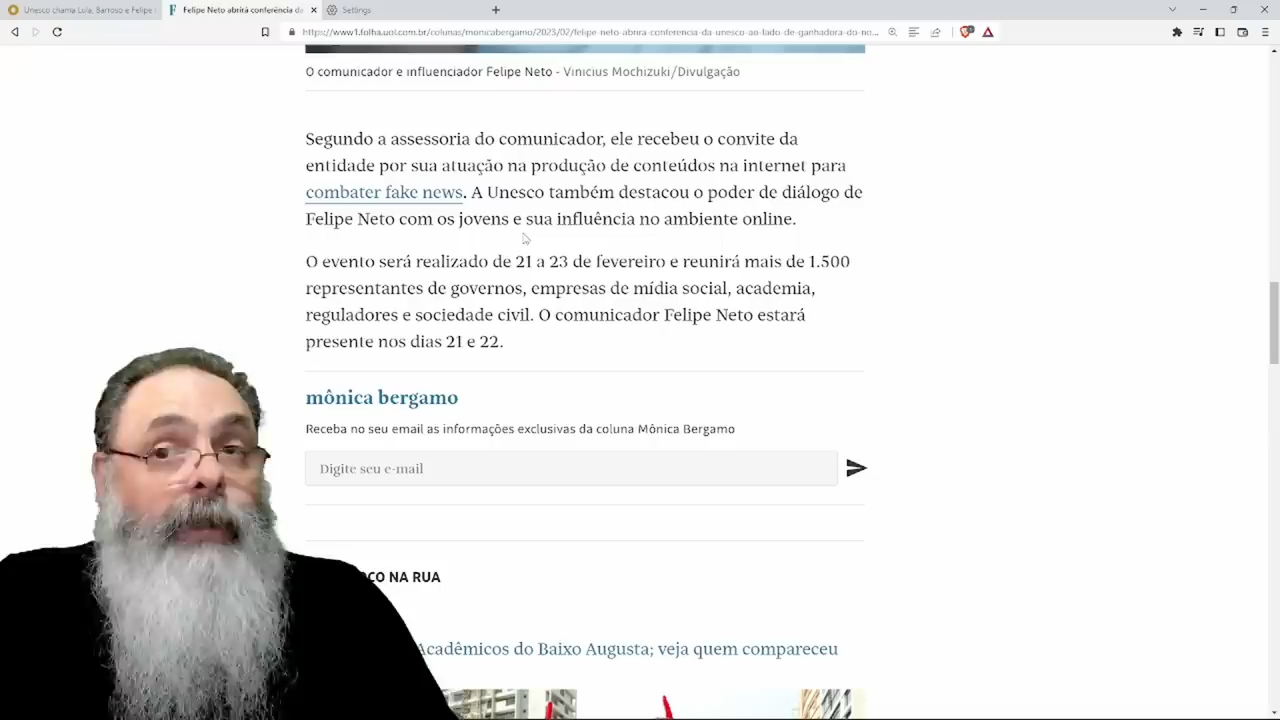 Unesco chama Lula, Barroso e Felipe
Felipe Neto abrirá conferência da
Settings
https://www1.folha.uol.com.br/colunas/monicabergamo/2023/02/felipe-neto-abrira-conferencia-da-unesco-ao-lado-de-ganhadora-do-no...
O comunicador e influenciador Felipe Neto - Vinicius Mochizuki/Divulgação
Segundo a assessoria do comunicador, ele recebeu o convite da
entidade por sua atuação na produção de conteúdos na internet para
combater fake news. A Unesco também destacou o poder de diálogo de
Felipe Neto com os jovens e sua influência no ambiente online.
O evento será realizado de 21 a 23 de fevereiro e reunirá mais de 1.500
representantes de governos, empresas de mídia social, academia,
reguladores e sociedade civil. O comunicador Felipe Neto estará
presente nos dias 21 e 22.
mônica bergamo
Receba no seu email as informações exclusivas da coluna Mônica Bergamo
Digite seu e-mail
NA RUA
Acadêmicos do Baixo Augusta; veja quem compareceu